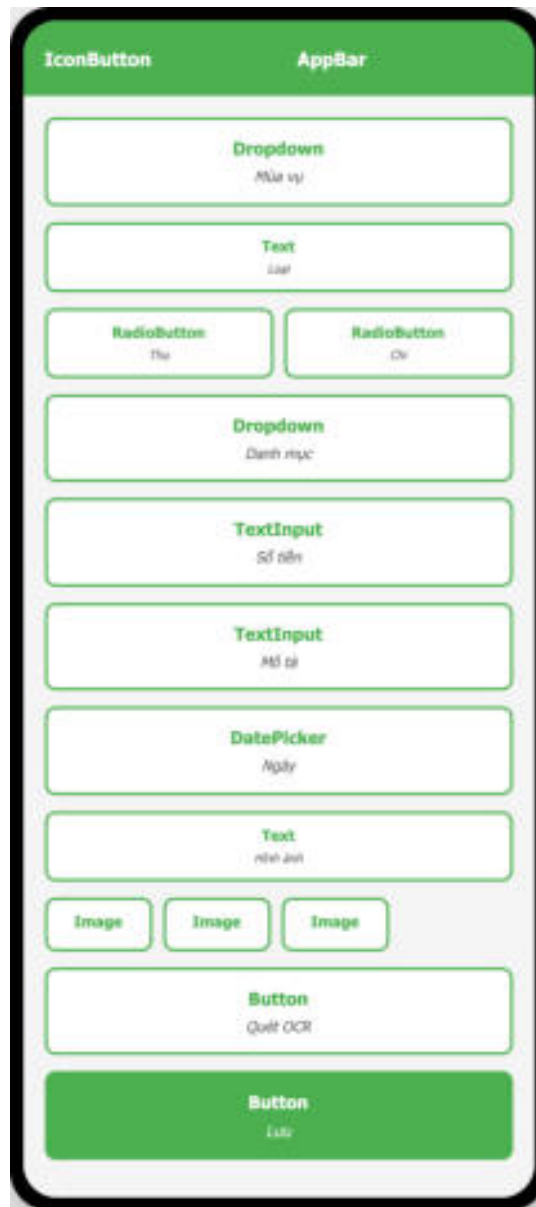 IconButton AppBar
Dropdown
Mùa vụ
Text
Loại
RadioButton RadioButton
Thu Chi
Dropdown
Danh mục
TextInput
Số tiền
TextInput
Mô tả
DatePicker
Ngày
Text
Hình ảnh
Image Image Image
Button
Quét OCR
Button
Lưu